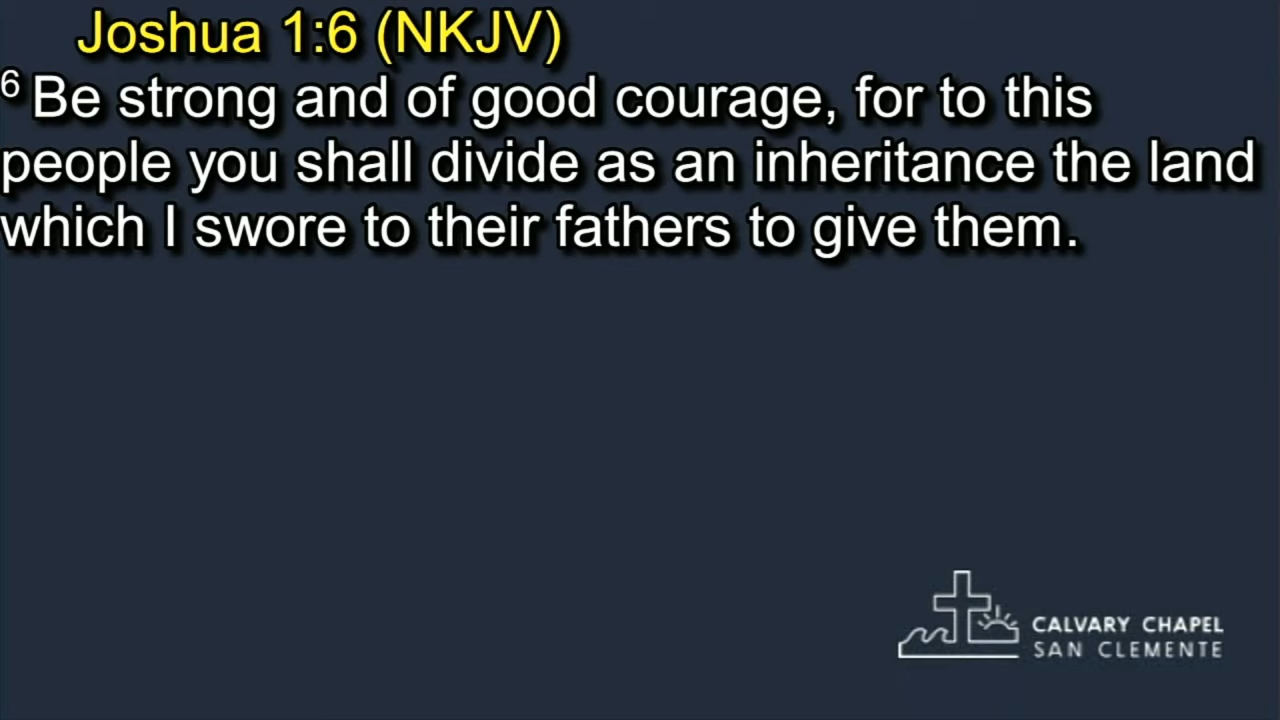 Joshua 1:6 (NKJV)
6 Be strong and of good courage, for to this
people you shall divide as an inheritance the land
which I swore to their fathers to give them.
CALVARY CHAPEL
SAN CLEMENTE